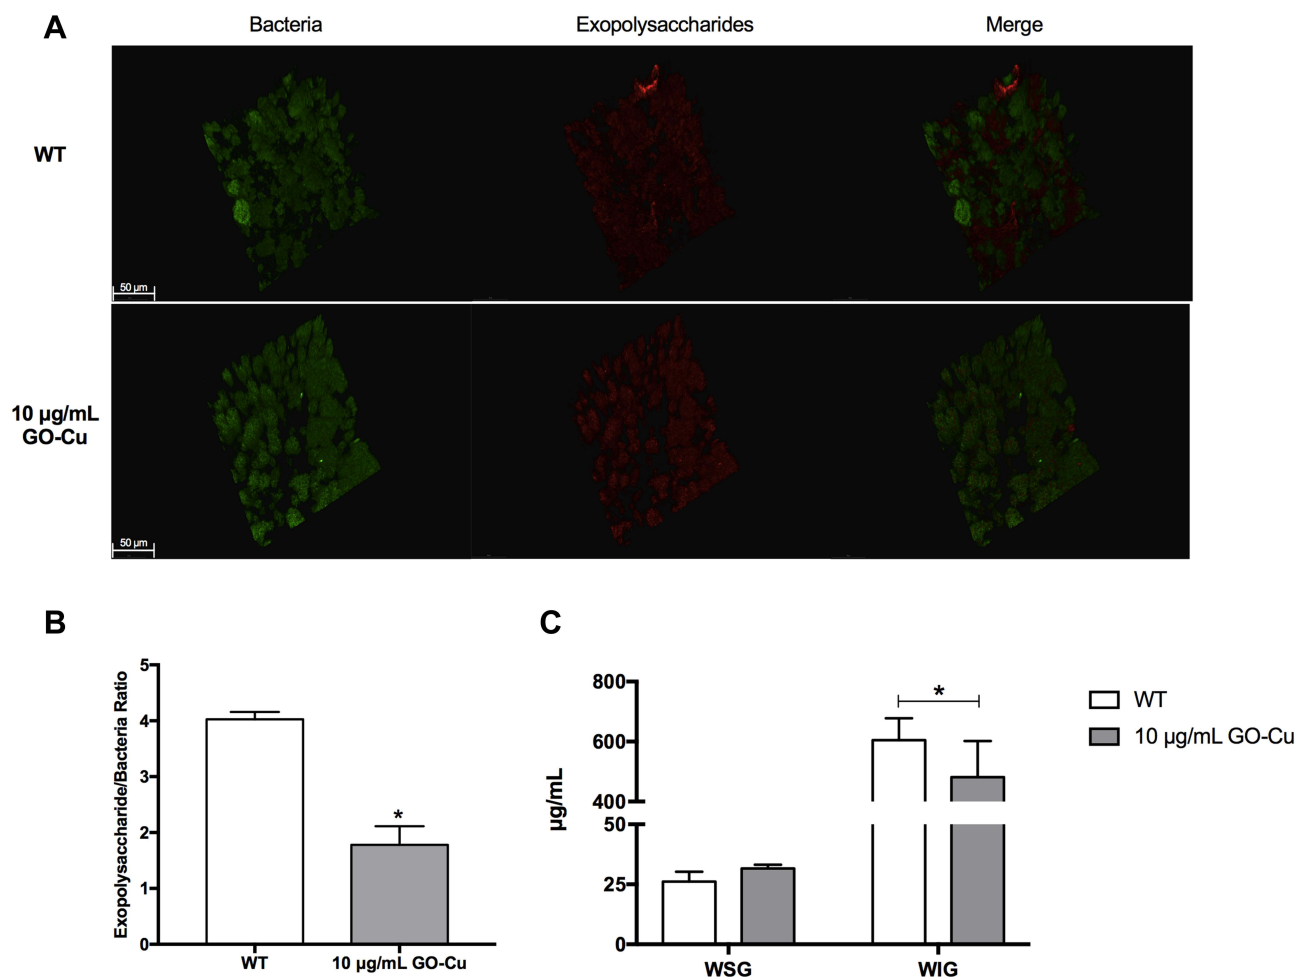 A
Bacteria
Exopolysaccharides
Merge
WT
50 µm
10 µg/mL
GO-Cu
50 µm
B
Exopolysaccharide/Bacteria Ratio
5
4
3
2
1
0
*
WT
10 µg/mL GO-Cu
C
µg/mL
800
600
400
50
25
0
*
WSG
WIG
WT
10 µg/mL GO-Cu